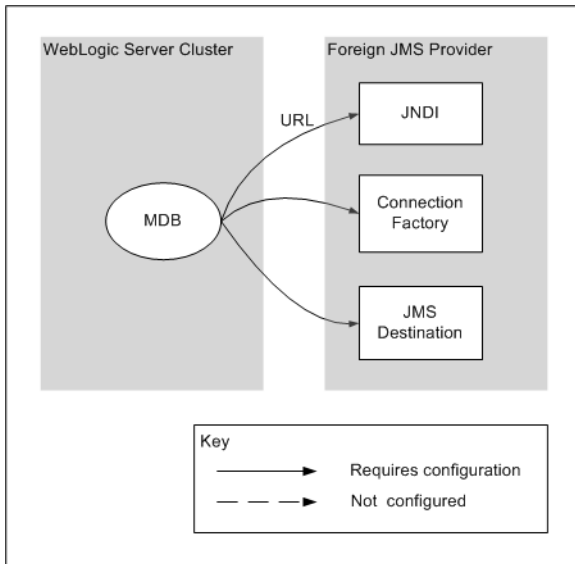 WebLogic Server Cluster
Foreign JMS Provider
URL
JNDI
MDB
Connection
Factory
JMS
Destination
Key
Requires configuration
Not configured